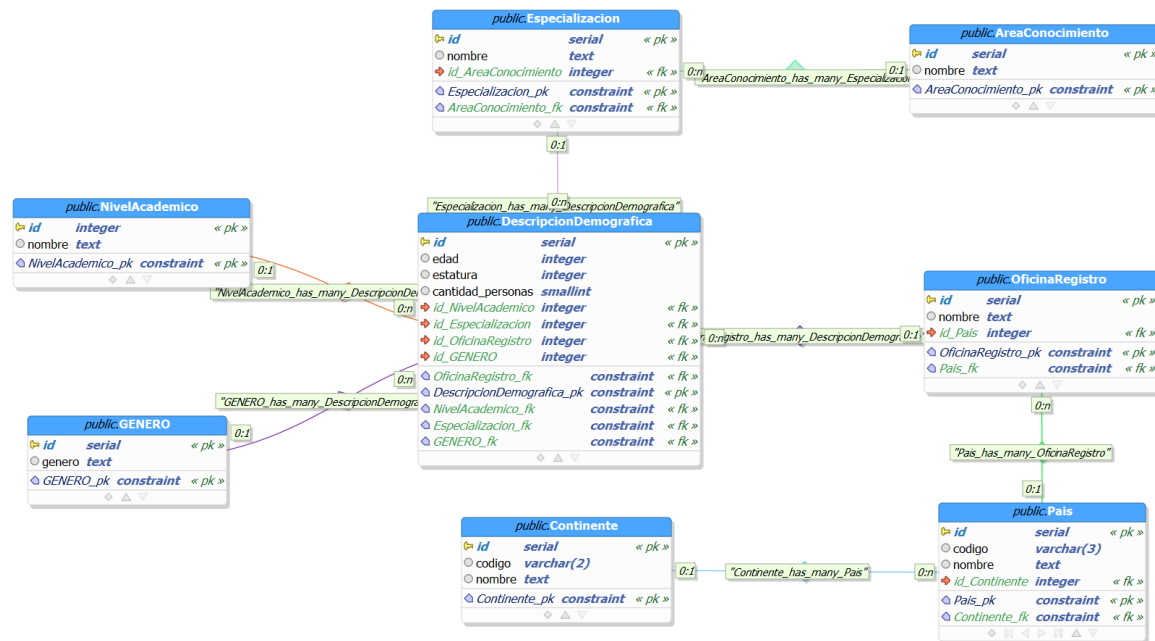 public.Especializacion
id serial « pk »
nombre text
id_AreaConocimiento integer « fk »
Especializacion_pk constraint « pk »
AreaConocimiento_fk constraint « fk »
0:n
AreaConocimiento_has_many_Especializacion
0:1
public.AreaConocimiento
id serial « pk »
nombre text
AreaConocimiento_pk constraint « pk »
0:1
0:n
"Especializacion_has_many_DescripcionDemografica"
public.NivelAcademico
id integer « pk »
nombre text
NivelAcademico_pk constraint « pk »
0:1
"NivelAcademico_has_many_DescripcionDem
0:n
public.DescripcionDemografica
id serial « pk »
edad integer
estatura integer
cantidad_personas smallint
id_NivelAcademico integer « fk »
id_Especializacion integer « fk »
id_OficinaRegistro integer « fk »
id_GENERO integer « fk »
OficinaRegistro_fk constraint « fk »
DescripcionDemografica_pk constraint « pk »
NivelAcademico_fk constraint « fk »
Especializacion_fk constraint « fk »
GENERO_fk constraint « fk »
0:n
egistro_has_many_DescripcionDemogr
0:1
public.OficinaRegistro
id serial « pk »
nombre text
id_Pais integer « fk »
OficinaRegistro_pk constraint « pk »
Pais_fk constraint « fk »
0:n
"GENERO_has_many_DescripcionDemogra
0:1
public.GENERO
id serial « pk »
genero text
GENERO_pk constraint « pk »
0:n
"Pais_has_many_OficinaRegistro"
0:1
public.Continente
id serial « pk »
codigo varchar(2)
nombre text
Continente_pk constraint « pk »
0:1
"Continente_has_many_Pais"
0:n
public.Pais
id serial « pk »
codigo varchar(3)
nombre text
id_Continente integer « fk »
Pais_pk constraint « pk »
Continente_fk constraint « fk »